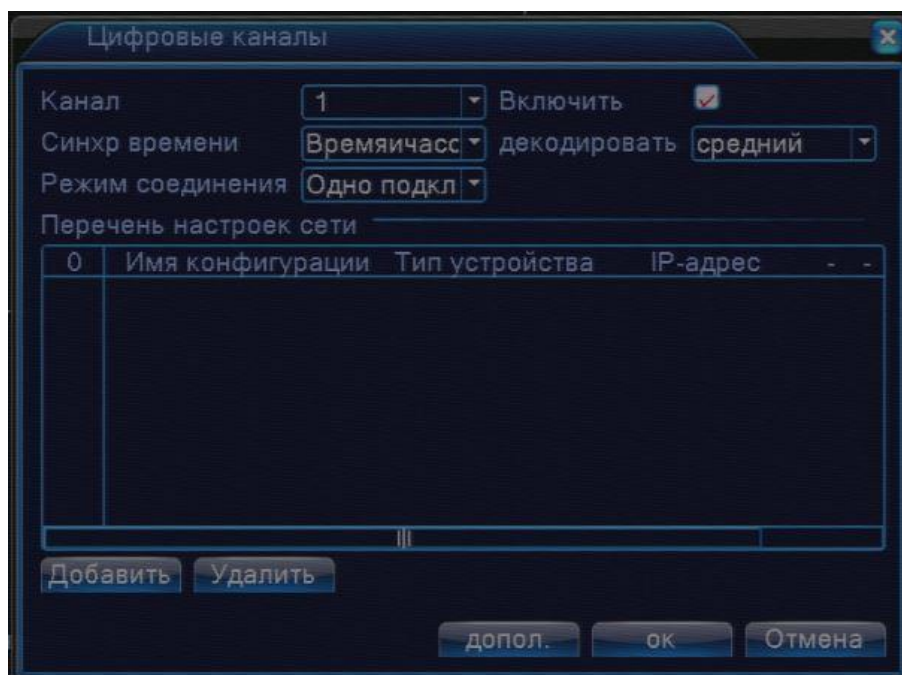 Цифровые каналы
Канал 1 Включить
Синхр времени Времяичасс декодировать средний
Режим соединения Одно подкл
Перечень настроек сети
0 Имя конфигурации Тип устройства IP-адрес - -
Добавить Удалить
допол. ок Отмена